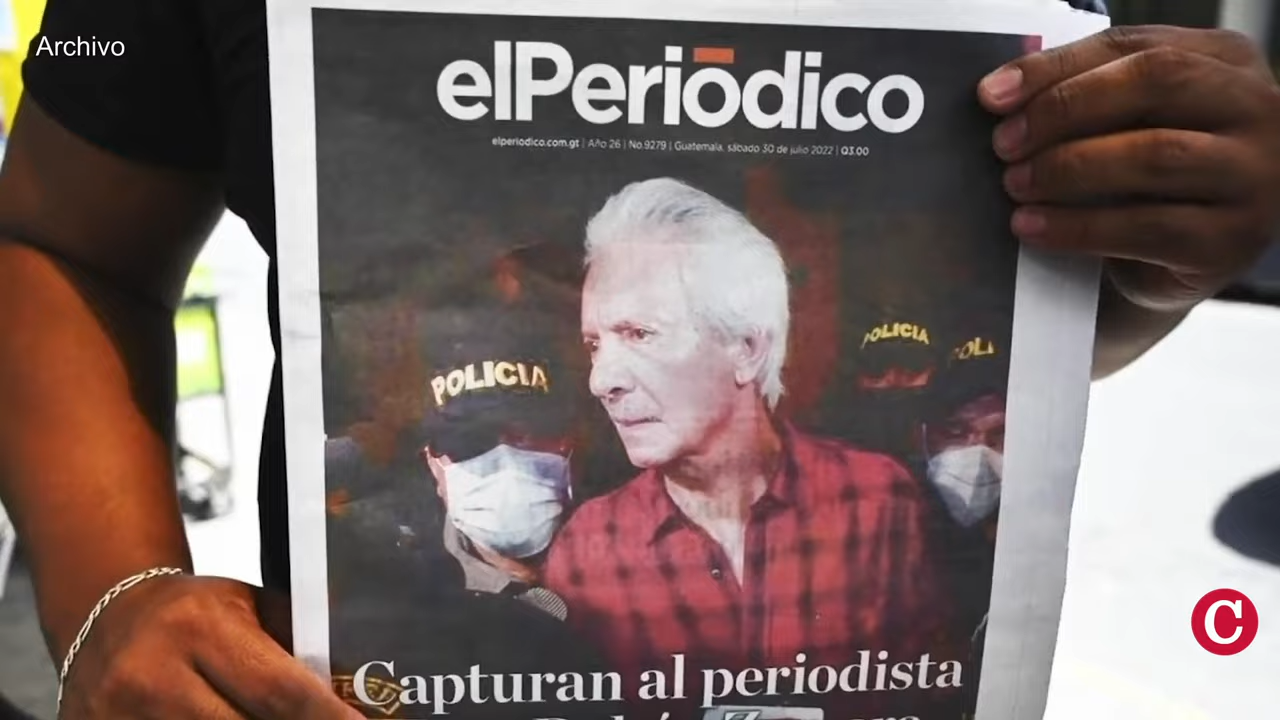 Archivo
elPeriódico
elperiodico.com.gt | Año 26 | No.9279 | Guatemala, sábado 30 de julio 2022 | Q3.00
POLICIA
POLICIA
POLI
Capturan al periodista
C